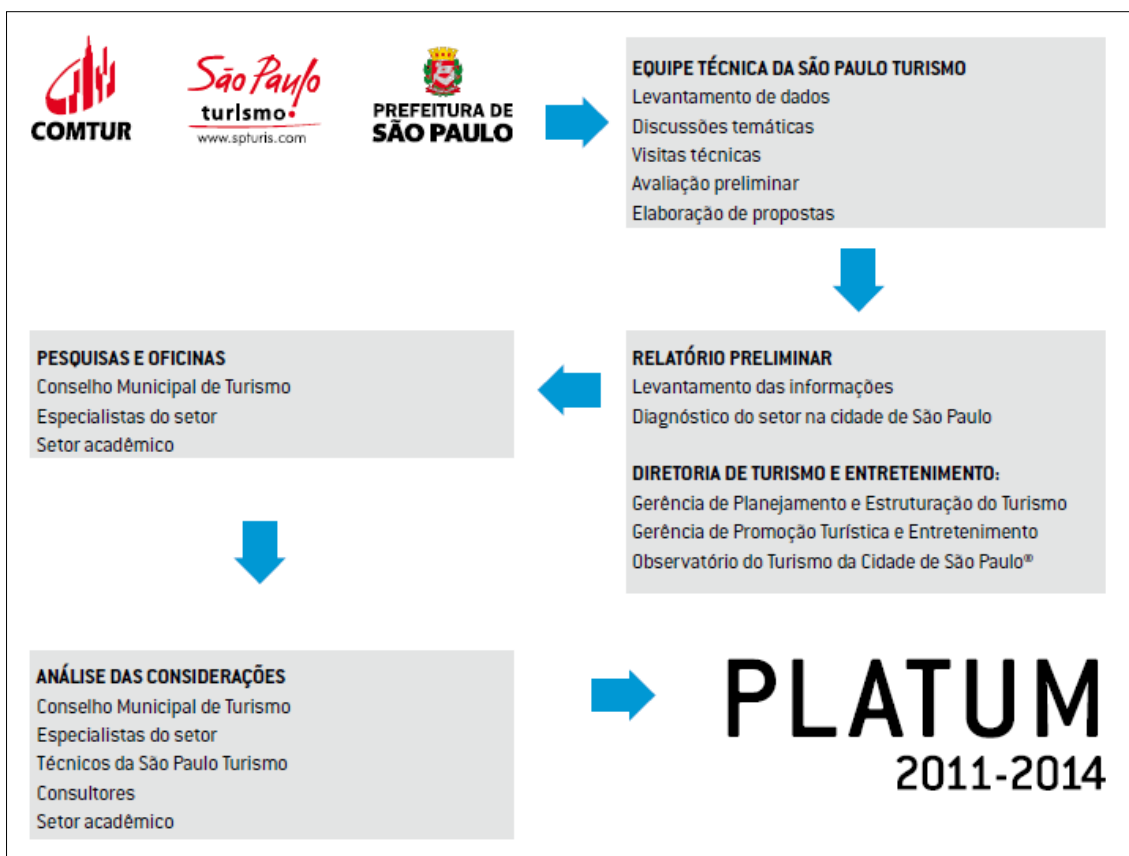 COMTUR
São Paulo
turismo
www.spturis.com
PREFEITURA DE
SÃO PAULO
EQUIPE TÉCNICA DA SÃO PAULO TURISMO
Levantamento de dados
Discussões temáticas
Visitas técnicas
Avaliação preliminar
Elaboração de propostas
RELATÓRIO PRELIMINAR
Levantamento das informações
Diagnóstico do setor na cidade de São Paulo
DIRETORIA DE TURISMO E ENTRETENIMENTO:
Gerência de Planejamento e Estruturação do Turismo
Gerência de Promoção Turística e Entretenimento
Observatório do Turismo da Cidade de São Paulo®
PESQUISAS E OFICINAS
Conselho Municipal de Turismo
Especialistas do setor
Setor acadêmico
ANÁLISE DAS CONSIDERAÇÕES
Conselho Municipal de Turismo
Especialistas do setor
Técnicos da São Paulo Turismo
Consultores
Setor acadêmico
PLATUM
2011-2014